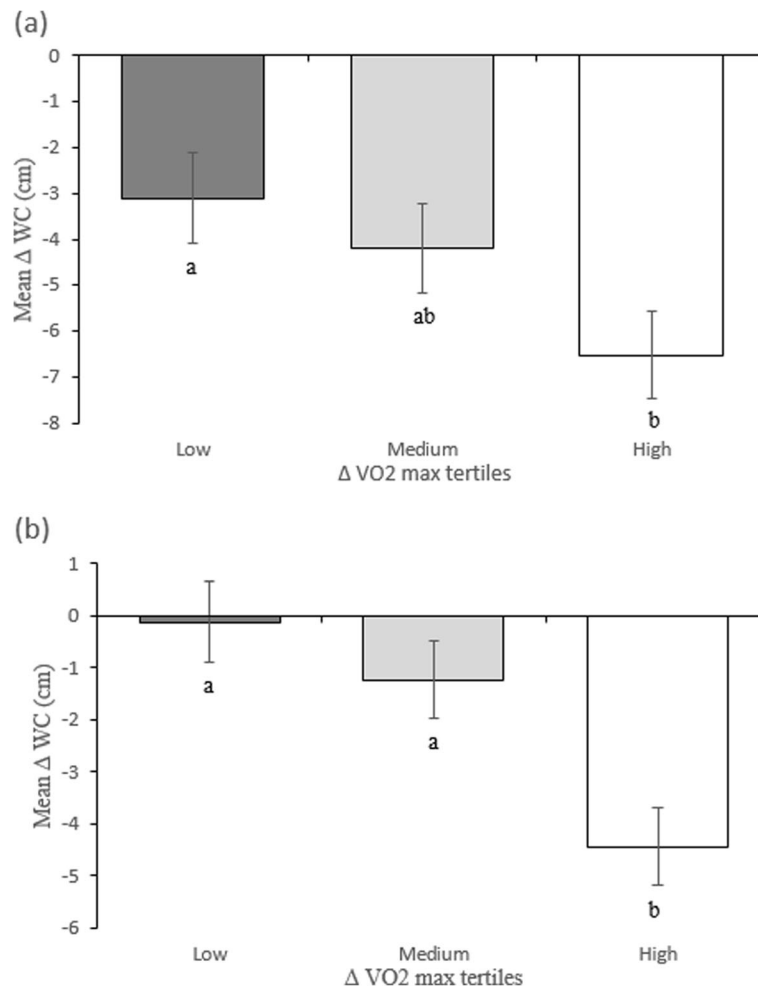 (a)
0
-1
-2
-3
-4
-5
-6
-7
-8
Mean Δ WC (cm)
a
ab
b
Low Medium High
Δ VO2 max tertiles
(b)
1
0
-1
-2
-3
-4
-5
-6
Mean Δ WC (cm)
a
a
b
Low Medium High
Δ VO2 max tertiles